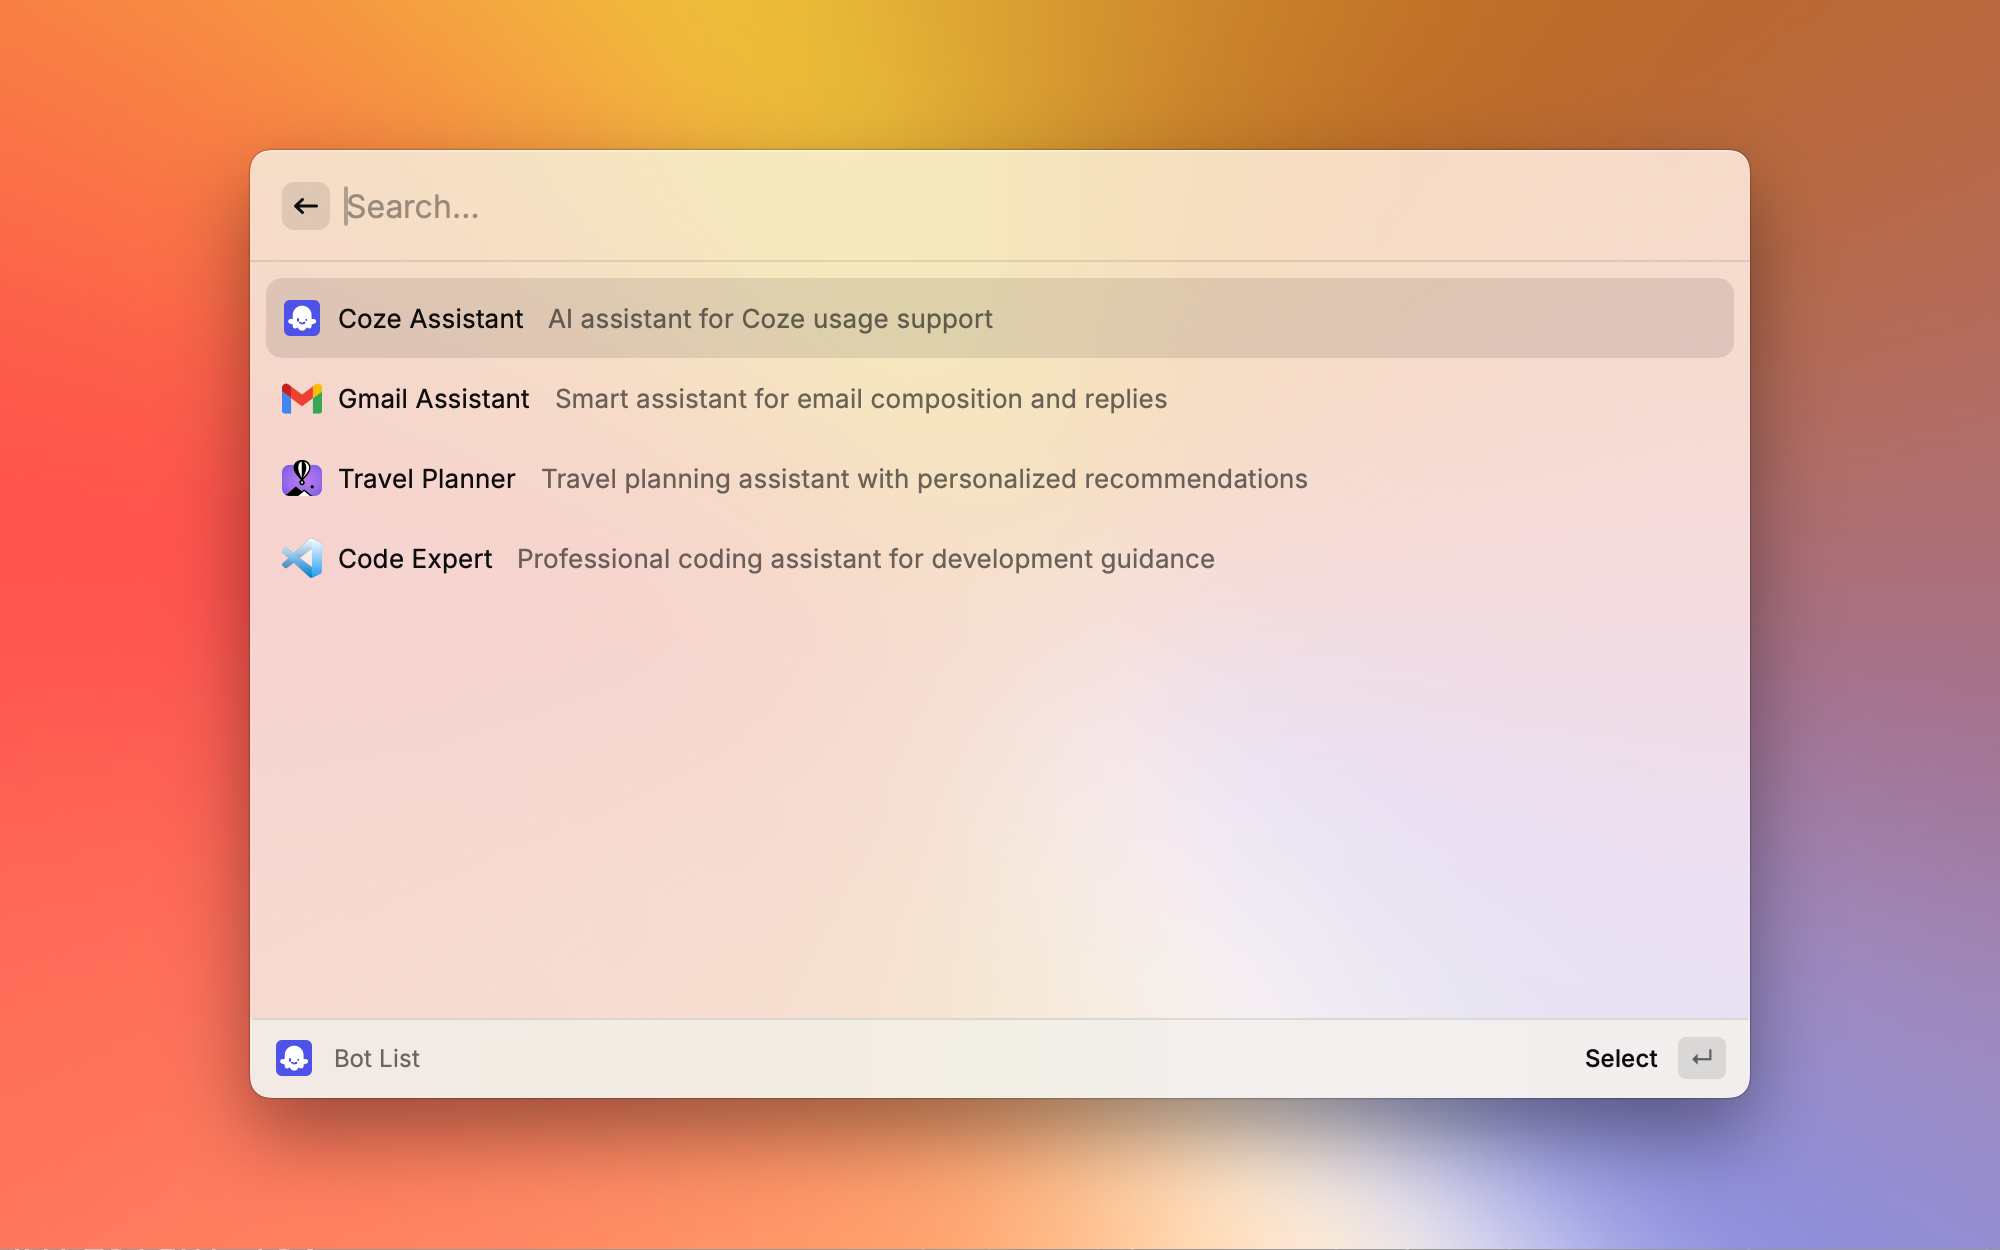 Search...
Coze Assistant AI assistant for Coze usage support
Gmail Assistant Smart assistant for email composition and replies
Travel Planner Travel planning assistant with personalized recommendations
Code Expert Professional coding assistant for development guidance
Bot List Select